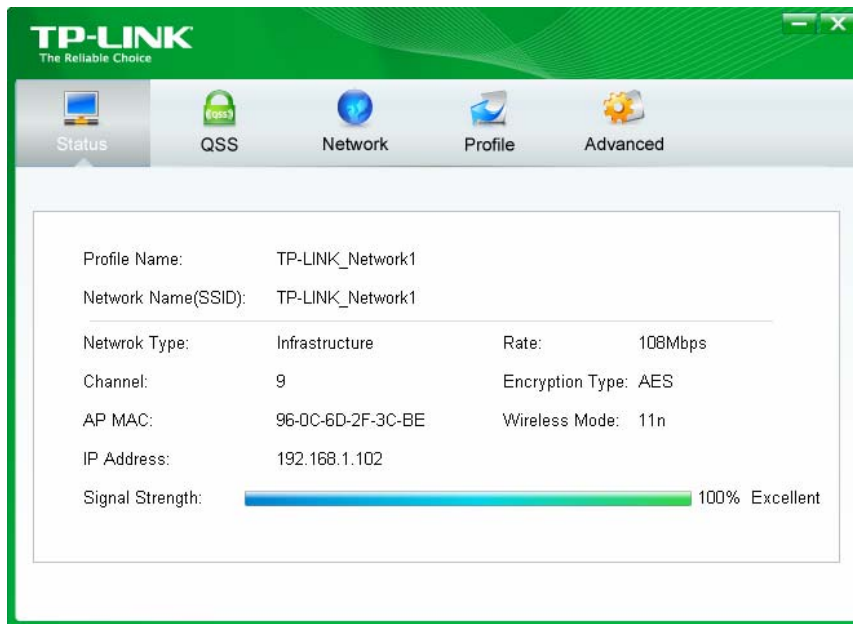 TP-LINK
The Reliable Choice
Status QSS Network Profile Advanced
Profile Name: TP-LINK_Network1
Network Name(SSID): TP-LINK_Network1
Netwrok Type: Infrastructure Rate: 108Mbps
Channel: 9 Encryption Type: AES
AP MAC: 96-0C-6D-2F-3C-BE Wireless Mode: 11n
IP Address: 192.168.1.102
Signal Strength: 100% Excellent